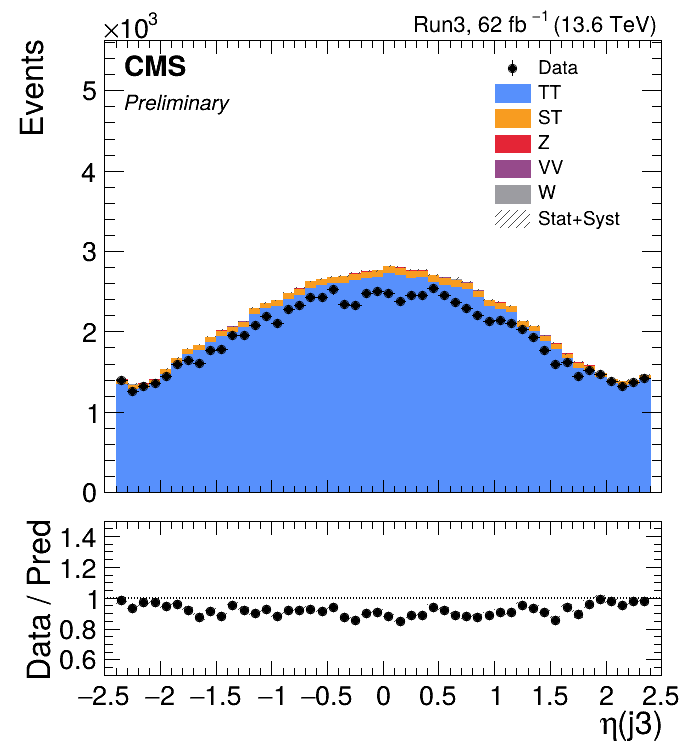 ×10³
Run3, 62 fb⁻¹ (13.6 TeV)
Events
CMS
Preliminary
Data
TT
ST
Z
VV
W
Stat+Syst
5
4
3
2
1
0
Data / Pred
1.4
1.2
1
0.8
0.6
−2.5 −2 −1.5 −1 −0.5 0 0.5 1 1.5 2 2.5
η(j3)